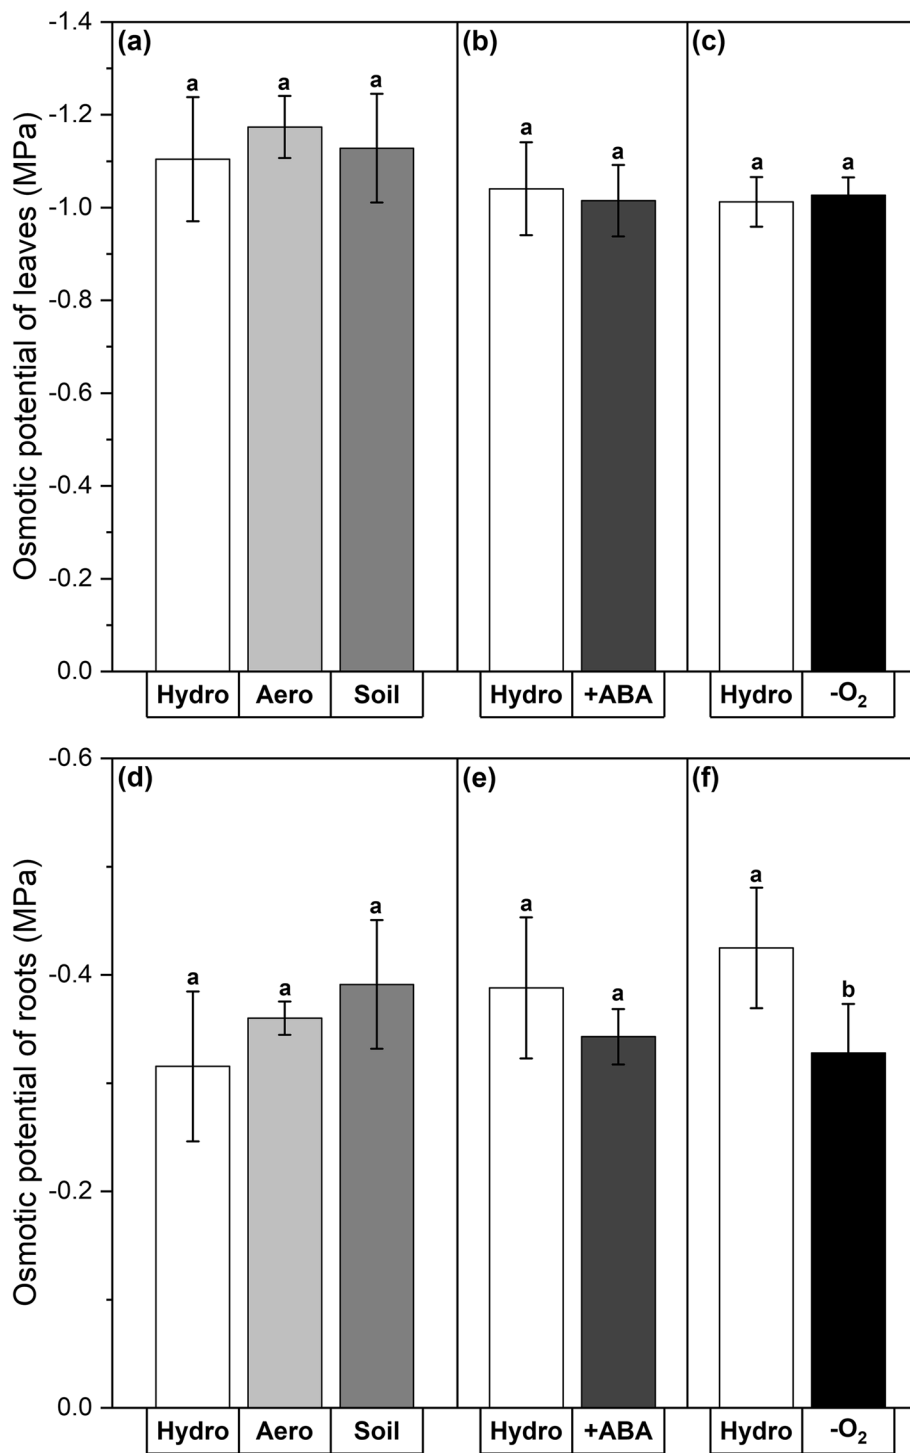 Osmotic potential of leaves (MPa)
-1.4
-1.2
-1.0
-0.8
-0.6
-0.4
-0.2
0.0
(a) (b) (c)
a a a a a a a
Hydro Aero Soil Hydro +ABA Hydro -O₂
Osmotic potential of roots (MPa)
-0.6
-0.4
-0.2
0.0
(d) (e) (f)
a a a a a a b
Hydro Aero Soil Hydro +ABA Hydro -O₂